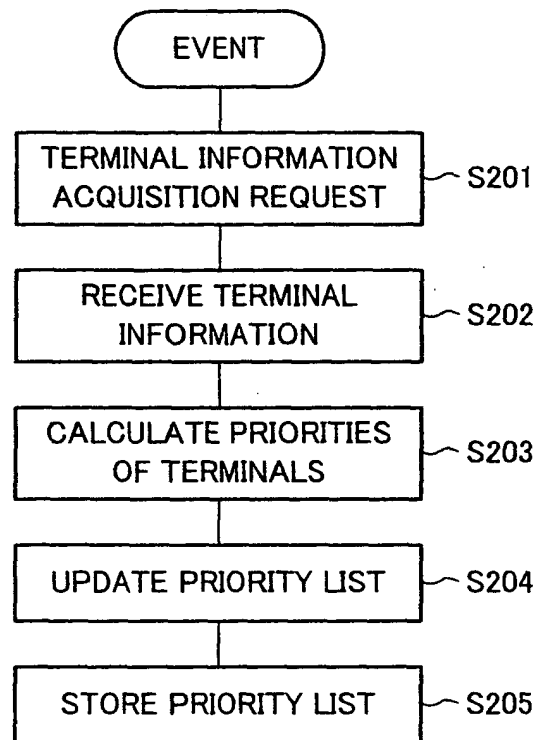 EVENT
TERMINAL INFORMATION
ACQUISITION REQUEST
S201
RECEIVE TERMINAL
INFORMATION
S202
CALCULATE PRIORITIES
OF TERMINALS
S203
UPDATE PRIORITY LIST
S204
STORE PRIORITY LIST
S205